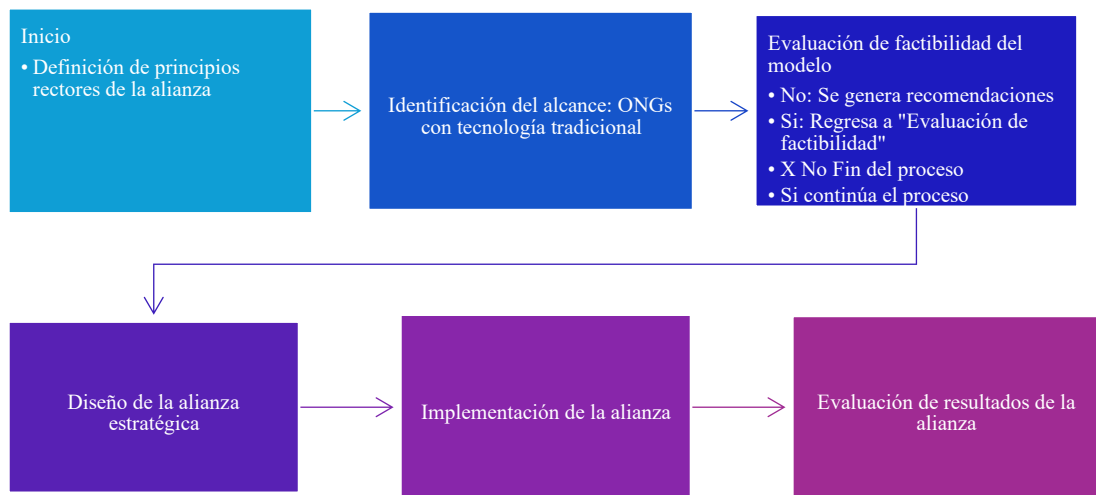 Inicio
• Definición de principios
rectores de la alianza
Identificación del alcance: ONGs
con tecnología tradicional
Evaluación de factibilidad del
modelo
• No: Se genera recomendaciones
• Si: Regresa a "Evaluación de
factibilidad"
• X No Fin del proceso
• Si continúa el proceso
Diseño de la alianza
estratégica
Implementación de la alianza
Evaluación de resultados de la
alianza